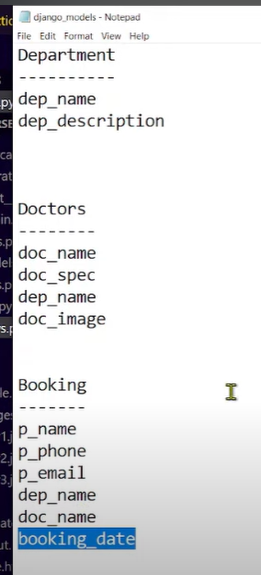 django_models - Notepad
File Edit Format View Help
Department
----------
dep_name
dep_description
Doctors
--------
doc_name
doc_spec
dep_name
doc_image
Booking
-------
p_name
p_phone
p_email
dep_name
doc_name
booking_date